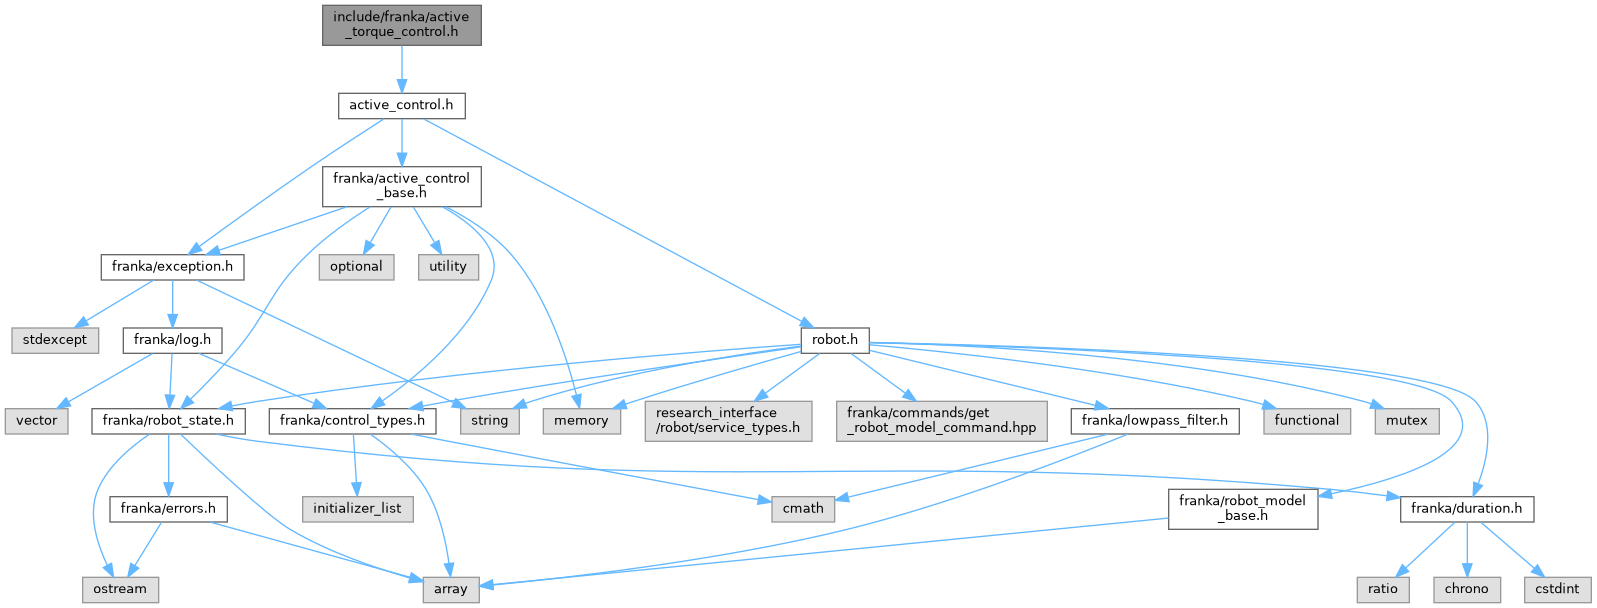 include/franka/active
_torque_control.h
active_control.h
franka/active_control
_base.h
franka/exception.h
optional
utility
stdexcept
franka/log.h
robot.h
vector
franka/robot_state.h
franka/control_types.h
string
memory
research_interface
/robot/service_types.h
franka/commands/get
_robot_model_command.hpp
franka/lowpass_filter.h
functional
mutex
franka/errors.h
initializer_list
cmath
franka/robot_model
_base.h
franka/duration.h
ostream
array
ratio
chrono
cstdint